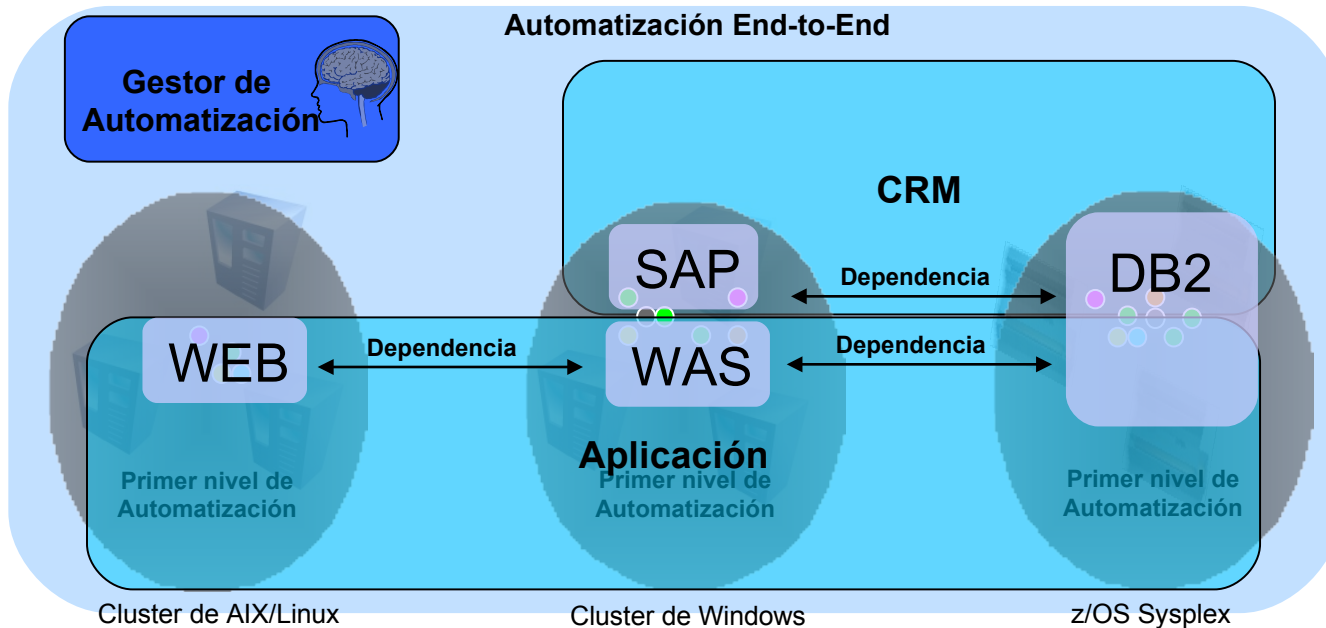 Automatización End-to-End
Gestor de
Automatización
CRM
SAP
Dependencia
DB2
WEB
Dependencia
WAS
Dependencia
Aplicación
Primer nivel de
Automatización
Primer nivel de
Automatización
Primer nivel de
Automatización
Cluster de AIX/Linux
Cluster de Windows
z/OS Sysplex